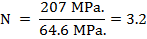 N = 207 MPa. / 64.6 MPa. = 3.2